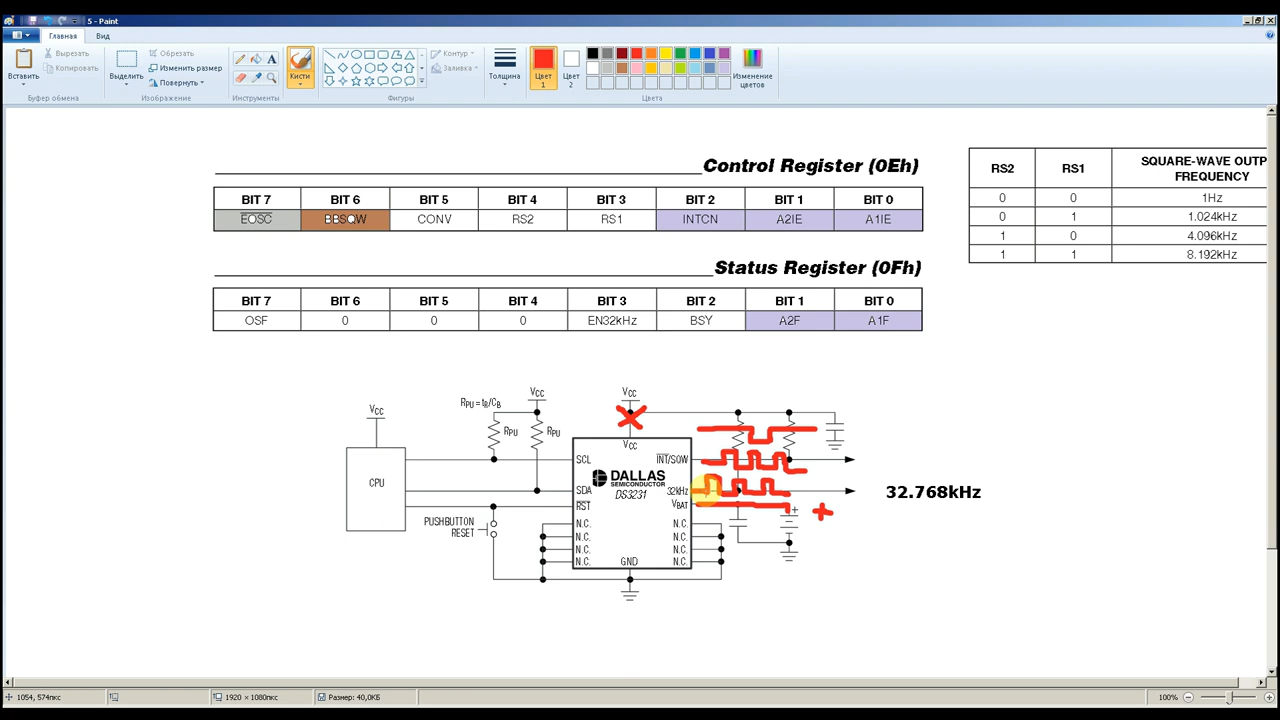 5 - Paint
Главная Вид
Вставить
Вырезать
Копировать
Буфер обмена
Выделить
Обрезать
Изменить размер
Повернуть
Изображение
Инструменты
Кисти
Контур
Заливка
Фигуры
Толщина
Цвет 1
Цвет 2
Изменение цветов
Цвета
Control Register (0Eh)
BIT 7 BIT 6 BIT 5 BIT 4 BIT 3 BIT 2 BIT 1 BIT 0
EOSC BBSQW CONV RS2 RS1 INTCN A2IE A1IE
Status Register (0Fh)
BIT 7 BIT 6 BIT 5 BIT 4 BIT 3 BIT 2 BIT 1 BIT 0
OSF 0 0 0 EN32kHz BSY A2F A1F
RS2 RS1 SQUARE-WAVE OUTP
FREQUENCY
0 0 1Hz
0 1 1.024kHz
1 0 4.096kHz
1 1 8.192kHz
VCC
CPU
RPU = tR/CB
VCC
RPU
RPU
VCC
VCC
SCL
SDA
RST
N.C.
N.C.
N.C.
N.C.
DALLAS
SEMICONDUCTOR
DS3231
GND
INT/SQW
32kHz
VBAT
N.C.
N.C.
N.C.
N.C.
PUSHBUTTON
RESET
+
+
32.768kHz
1054, 574пкс
1920 × 1080пкс
Размер: 40,0КБ
100%